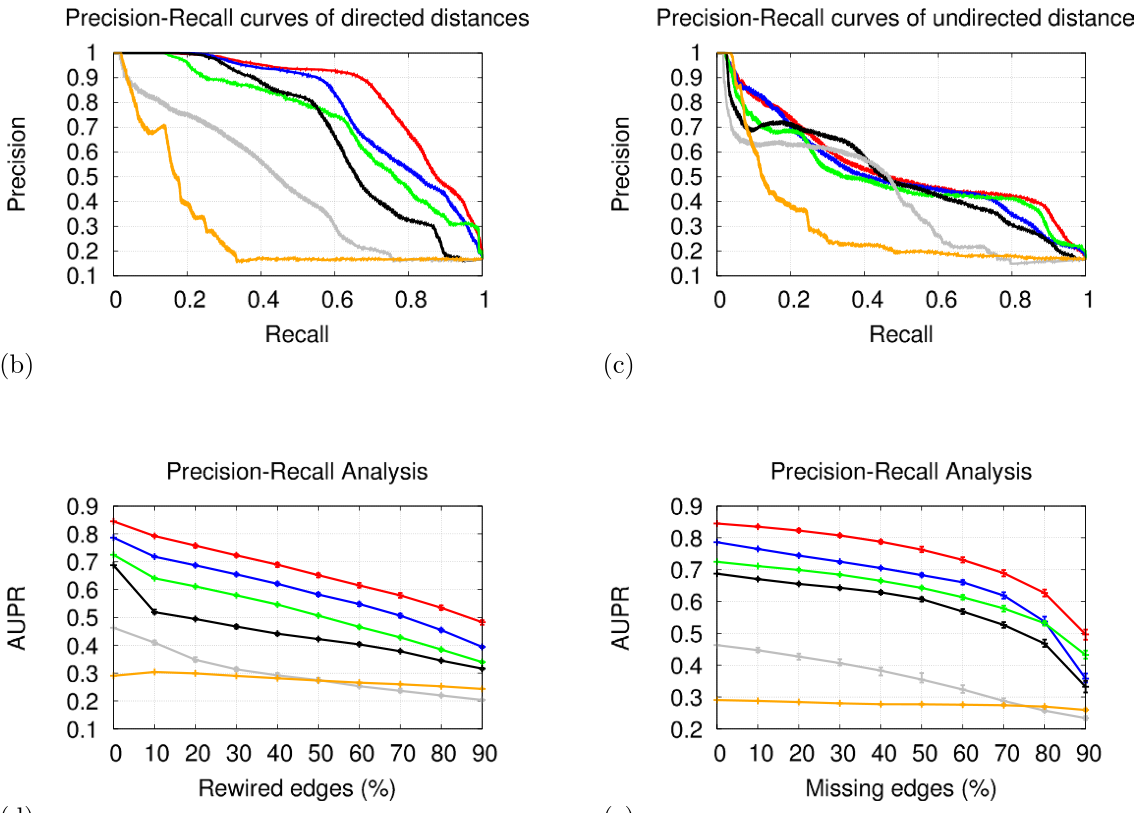 Precision-Recall curves of directed distances
1
0.9
0.8
0.7
0.6
0.5
0.4
0.3
0.2
0.1
Precision
0 0.2 0.4 0.6 0.8 1
Recall
(b)
Precision-Recall curves of undirected distance
1
0.9
0.8
0.7
0.6
0.5
0.4
0.3
0.2
0.1
Precision
0 0.2 0.4 0.6 0.8 1
Recall
(c)
Precision-Recall Analysis
0.9
0.8
0.7
0.6
0.5
0.4
0.3
0.2
0.1
AUPR
0 10 20 30 40 50 60 70 80 90
Rewired edges (%)
Precision-Recall Analysis
0.9
0.8
0.7
0.6
0.5
0.4
0.3
0.2
AUPR
0 10 20 30 40 50 60 70 80 90
Missing edges (%)